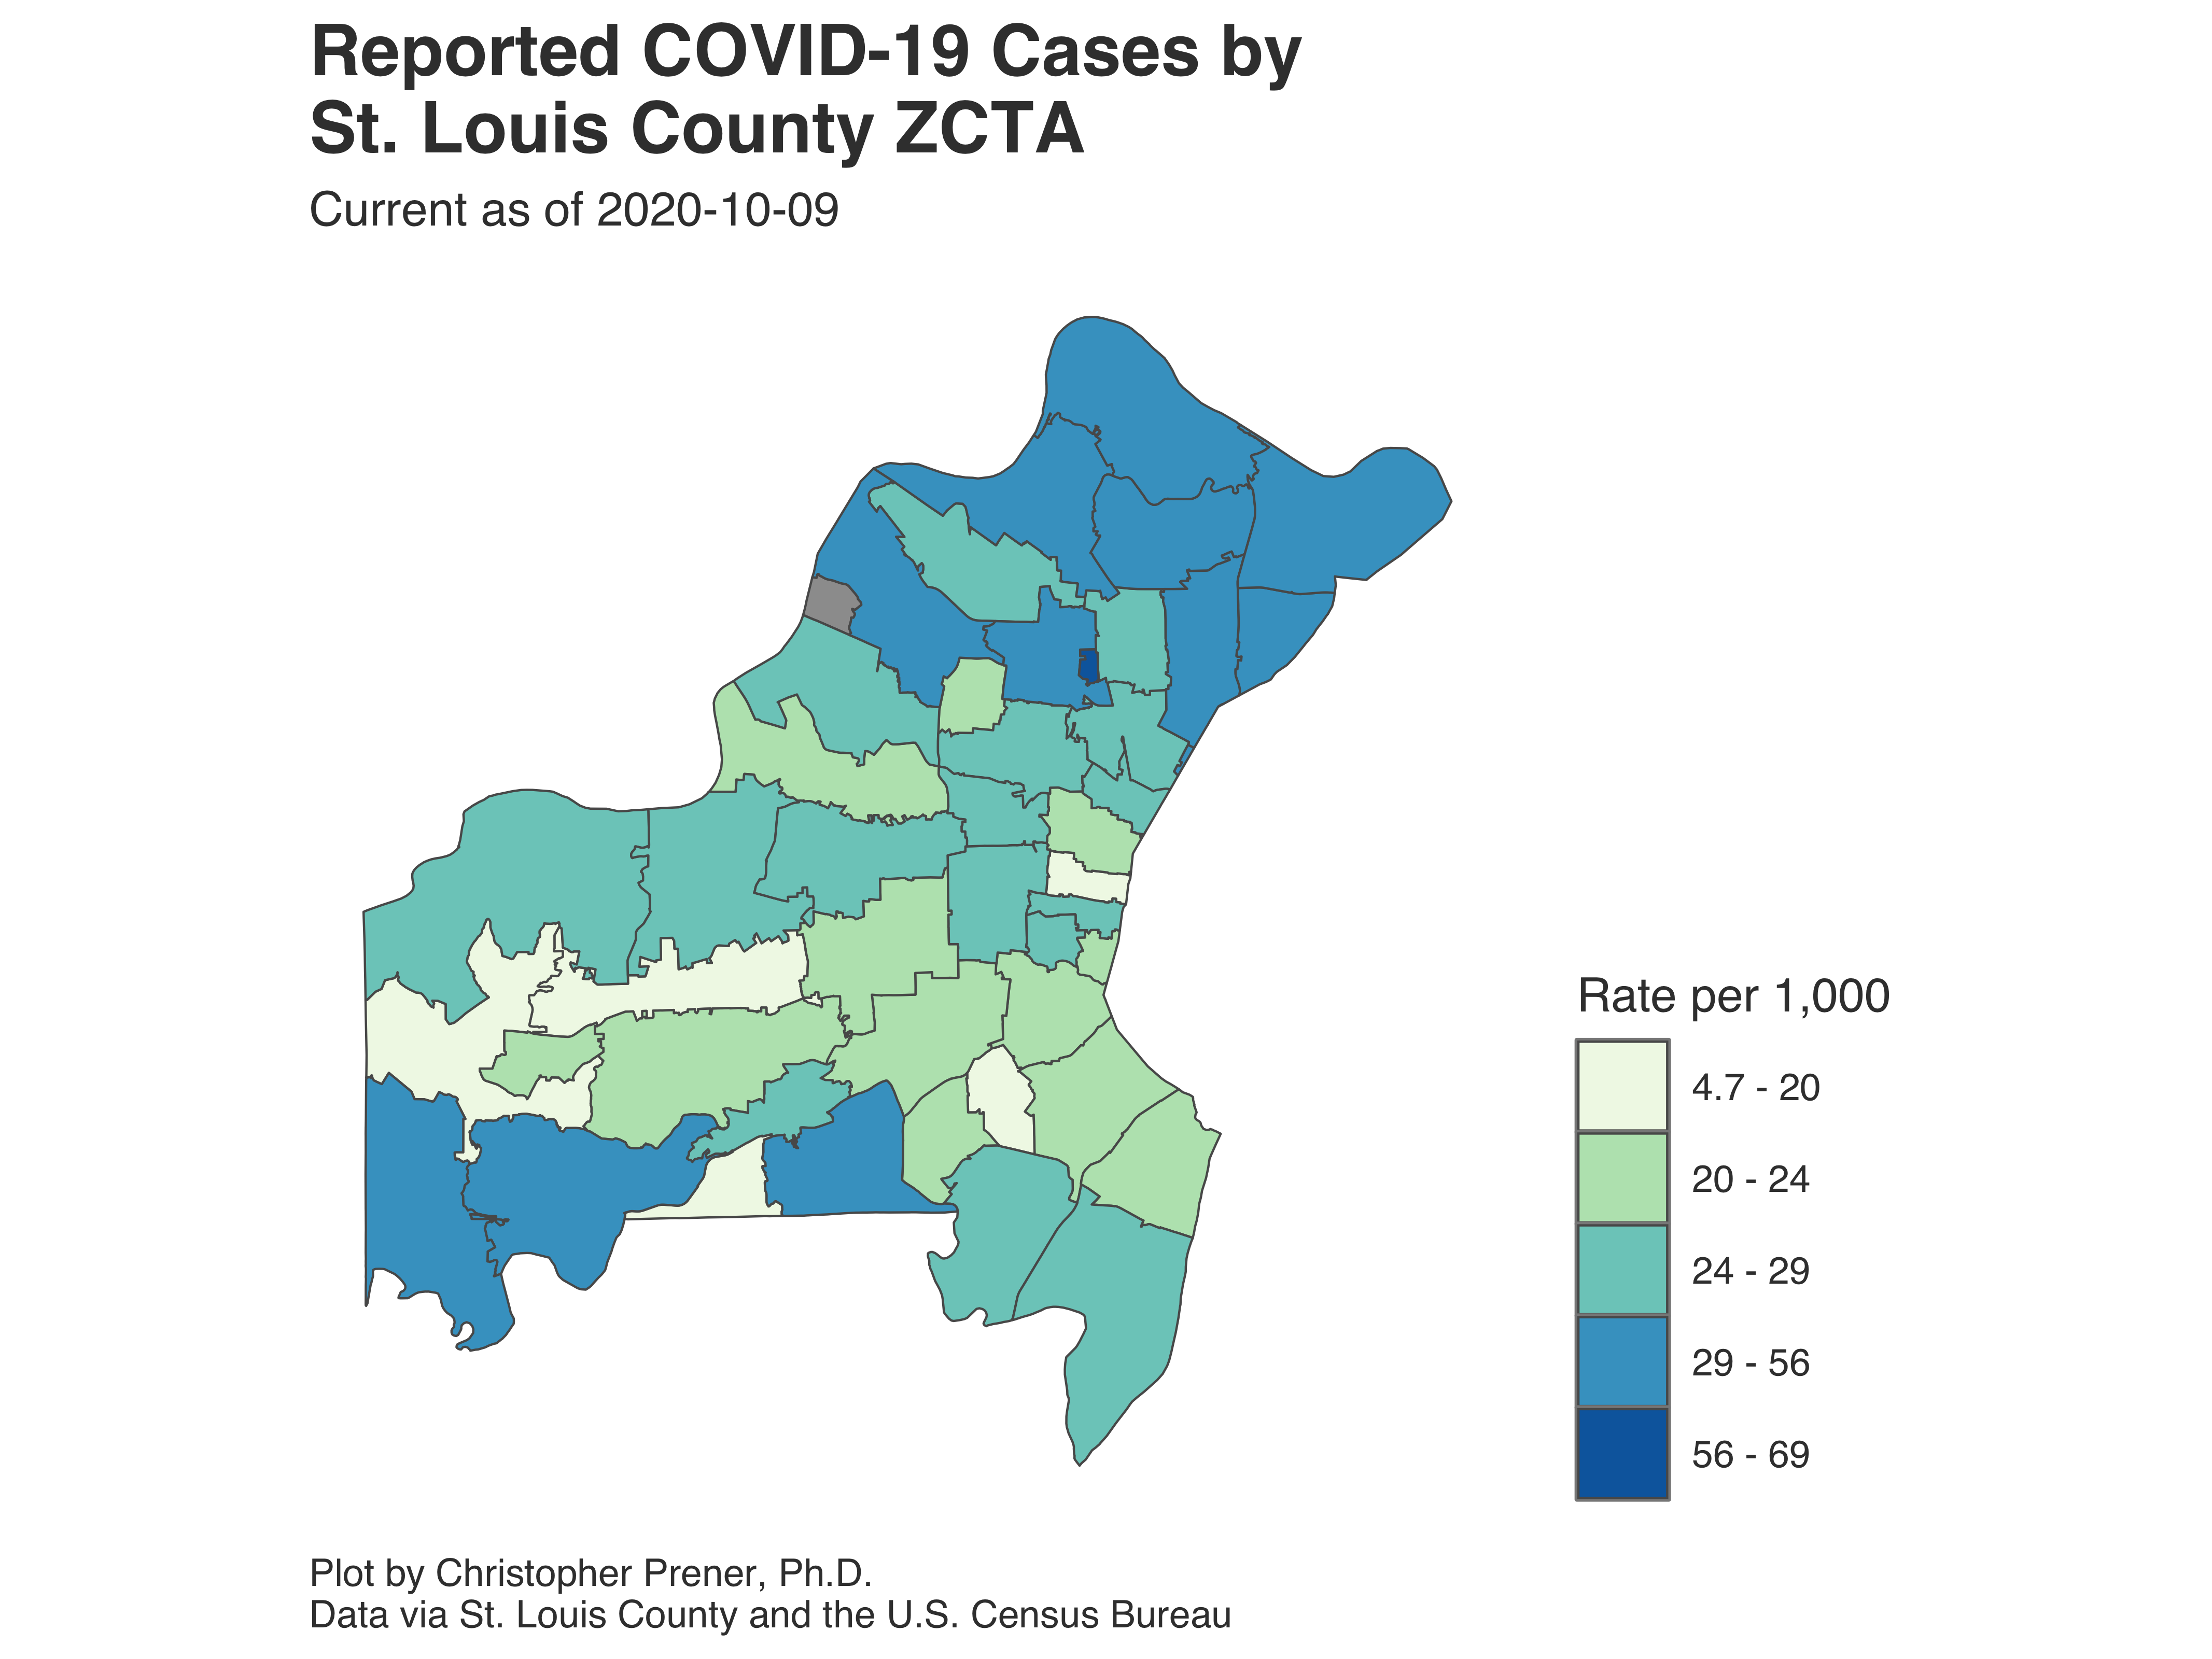 Reported COVID-19 Cases by
St. Louis County ZCTA
Current as of 2020-10-09
Rate per 1,000
4.7 - 20
20 - 24
24 - 29
29 - 56
56 - 69
Plot by Christopher Prener, Ph.D.
Data via St. Louis County and the U.S. Census Bureau